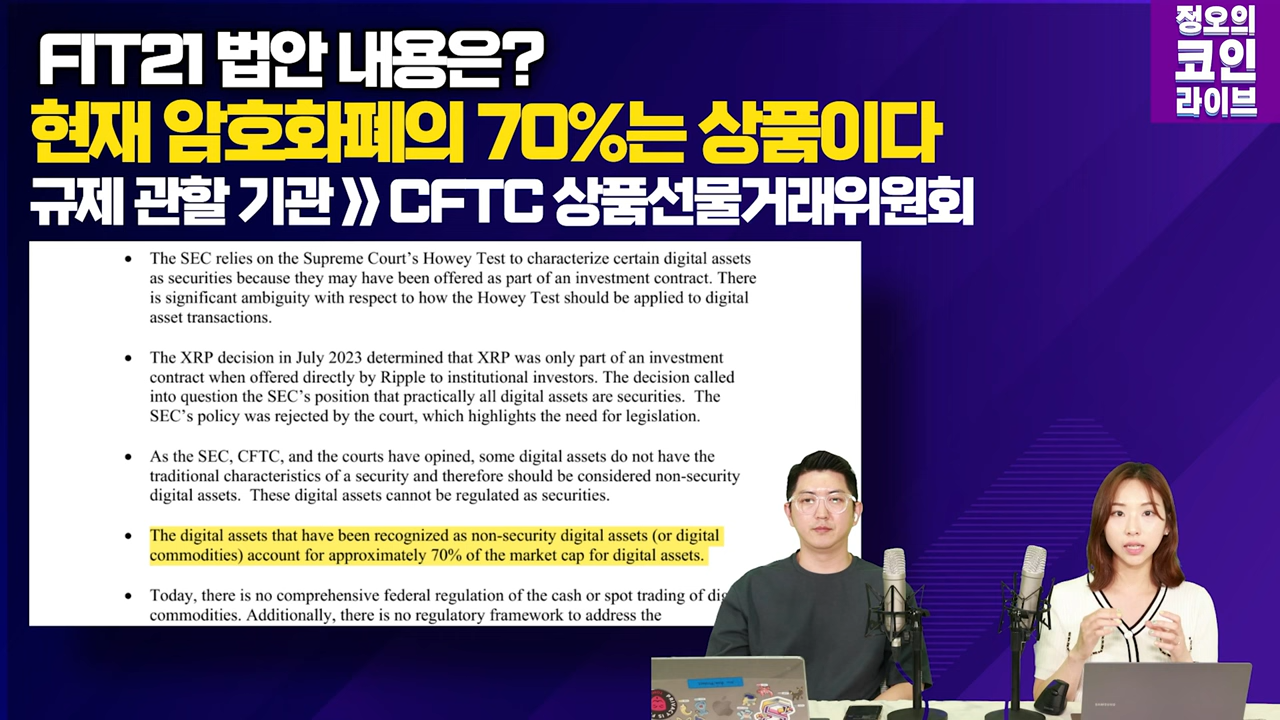 FIT21 법안 내용은?
현재 암호화폐의 70%는 상품이다
규제 관할 기관 》 CFTC 상품선물거래위원회
정오의
코인
라이브
• The SEC relies on the Supreme Court's Howey Test to characterize certain digital assets
as securities because they may have been offered as part of an investment contract. There
is significant ambiguity with respect to how the Howey Test should be applied to digital
asset transactions.
• The XRP decision in July 2023 determined that XRP was only part of an investment
contract when offered directly by Ripple to institutional investors. The decision called
into question the SEC's position that practically all digital assets are securities. The
SEC's policy was rejected by the court, which highlights the need for legislation.
• As the SEC, CFTC, and the courts have opined, some digital assets do not have the
traditional characteristics of a security and therefore should be considered non-security
digital assets. These digital assets cannot be regulated as securities.
• The digital assets that have been recognized as non-security digital assets (or digital
commodities) account for approximately 70% of the market cap for digital assets.
• Today, there is no comprehensive federal regulation of the cash or spot trading of dig
commodities. Additionally, there is no regulatory framework to address the
SAMSUNG